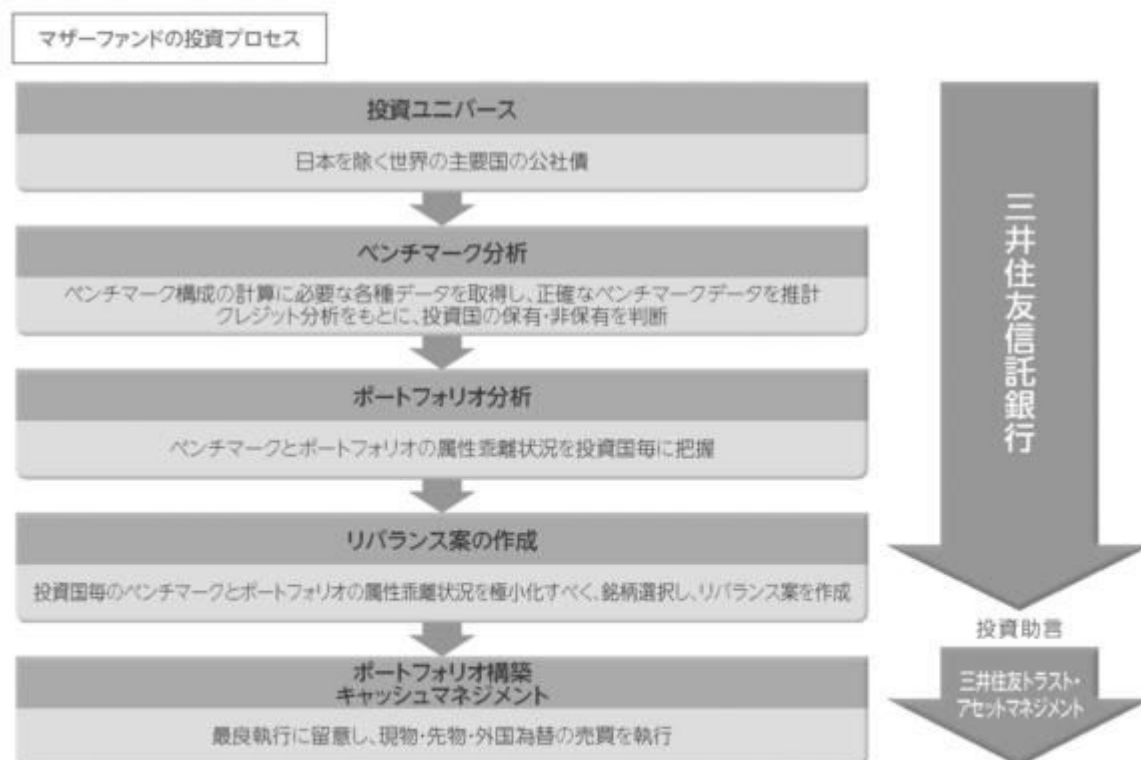 マザーファンドの投資プロセス
投資ユニバース
日本を除く世界の主要国の公社債
ベンチマーク分析
ベンチマーク構成の計算に必要な各種データを取得し、正確なベンチマークデータを推計
クレジット分析をもとに、投資国の保有・非保有を判断
ポートフォリオ分析
ベンチマークとポートフォリオの属性乖離状況を投資国毎に把握
リバランス案の作成
投資国毎のベンチマークとポートフォリオの属性乖離状況を極小化すべく、銘柄選択し、リバランス案を作成
ポートフォリオ構築
キャッシュマネジメント
最良執行に留意し、現物・先物・外国為替の売買を執行
三井住友信託銀行
投資助言
三井住友トラスト・
アセットマネジメント